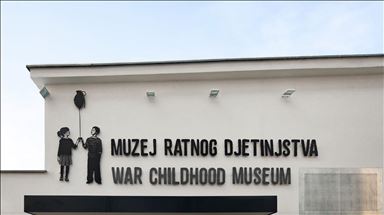 MUZEJ RATNOG DJETINJSTVA
WAR CHILDHOOD MUSEUM